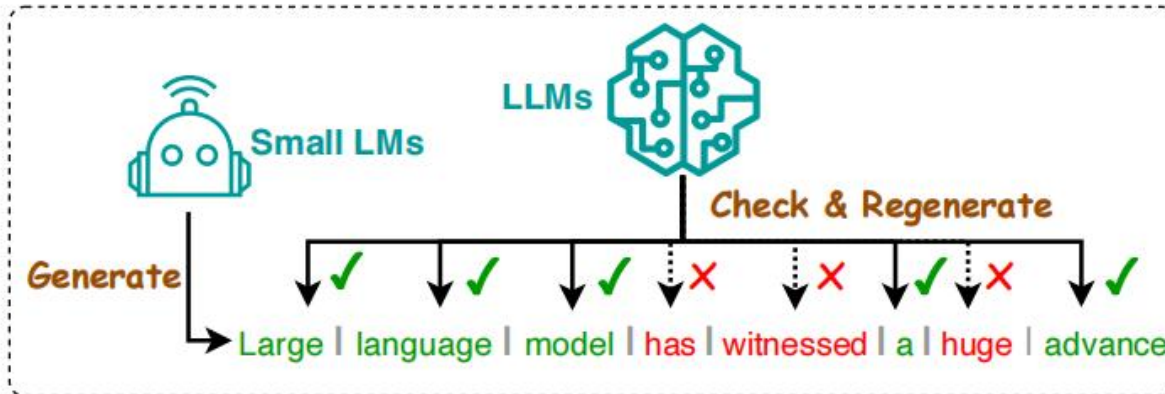 LLMs
Small LMs
Check & Regenerate
Generate
Large | language | model | has | witnessed | a | huge | advance